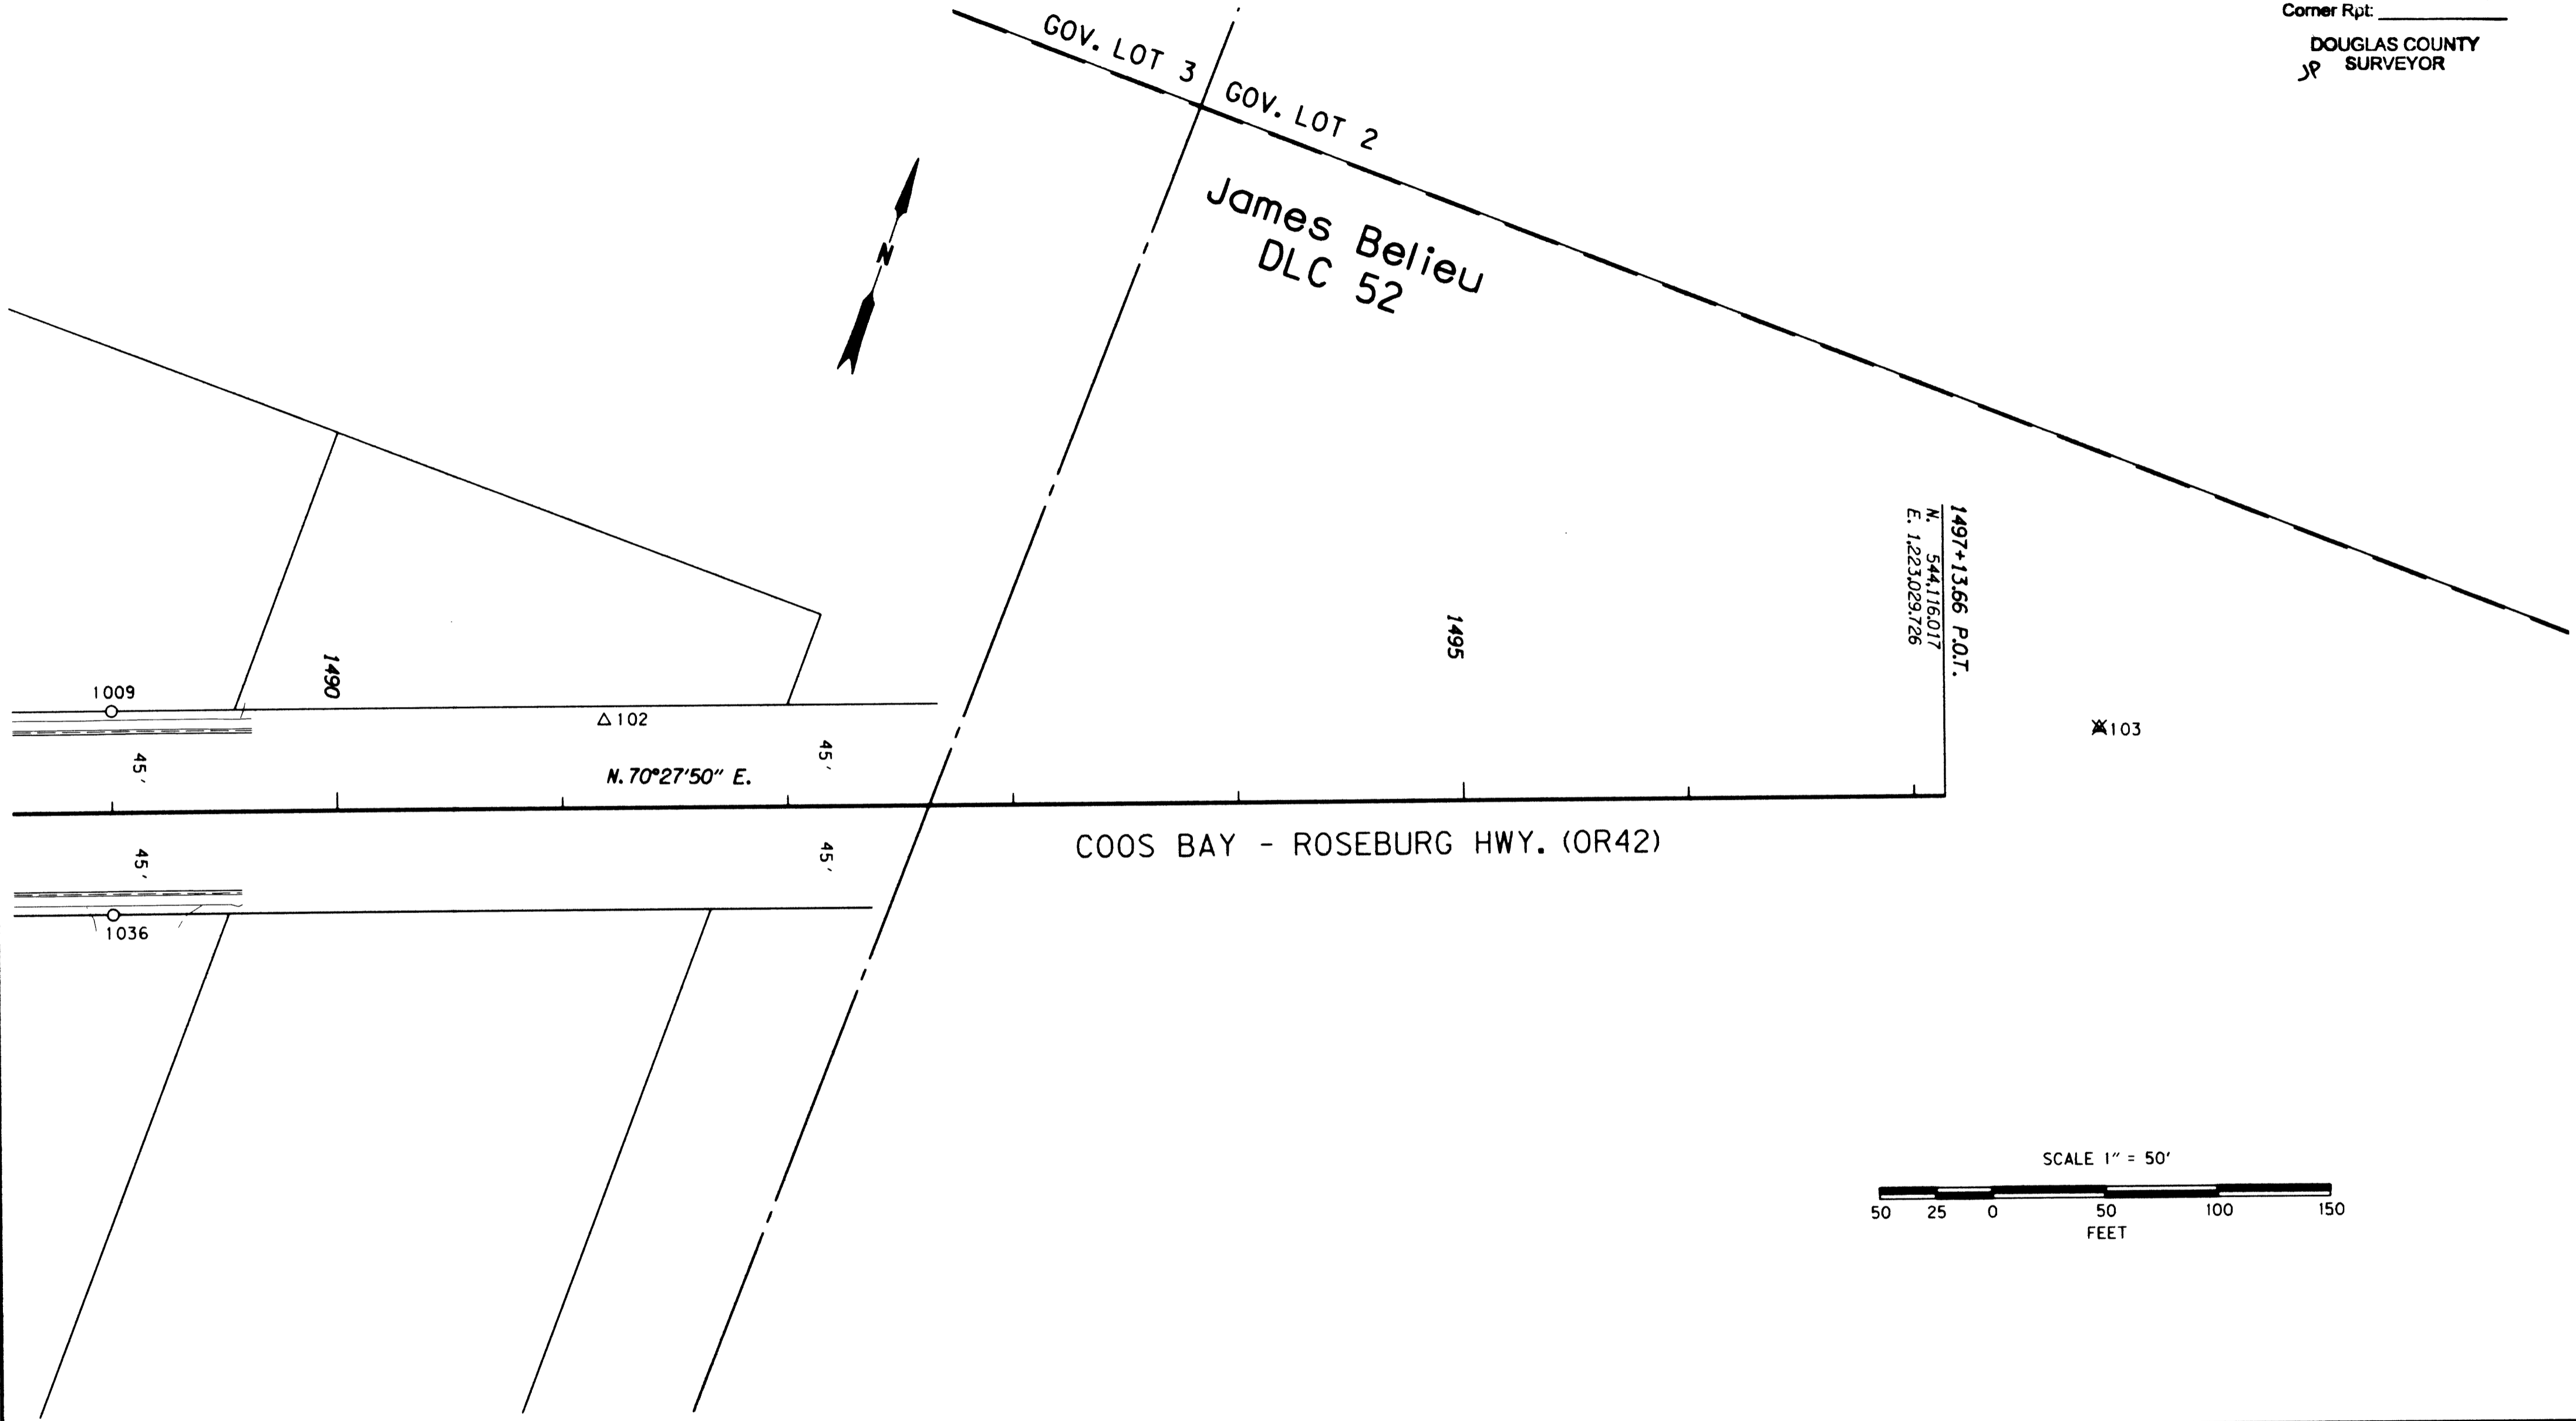 Corner Rpt:
DOUGLAS COUNTY
JP SURVEYOR
GOV. LOT 3
GOV. LOT 2
James Belieu
DLC 52
N
1497+13.66 P.O.T.
N. 544,116.017
E. 1,223,029.726
1490
1495
1009
102
103
45'
45'
N. 70°27'50" E.
COOS BAY - ROSEBURG HWY. (OR42)
45'
45'
1036
SCALE 1" = 50'
50 25 0 50 100 150
FEET